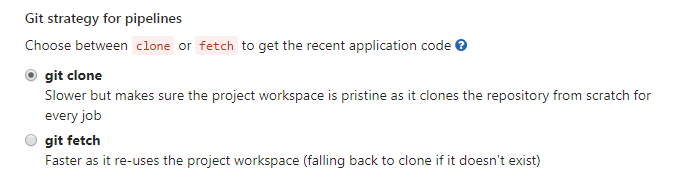 Git strategy for pipelines
Choose between clone or fetch to get the recent application code ?
git clone
Slower but makes sure the project workspace is pristine as it clones the repository from scratch for
every job
git fetch
Faster as it re-uses the project workspace (falling back to clone if it doesn't exist)